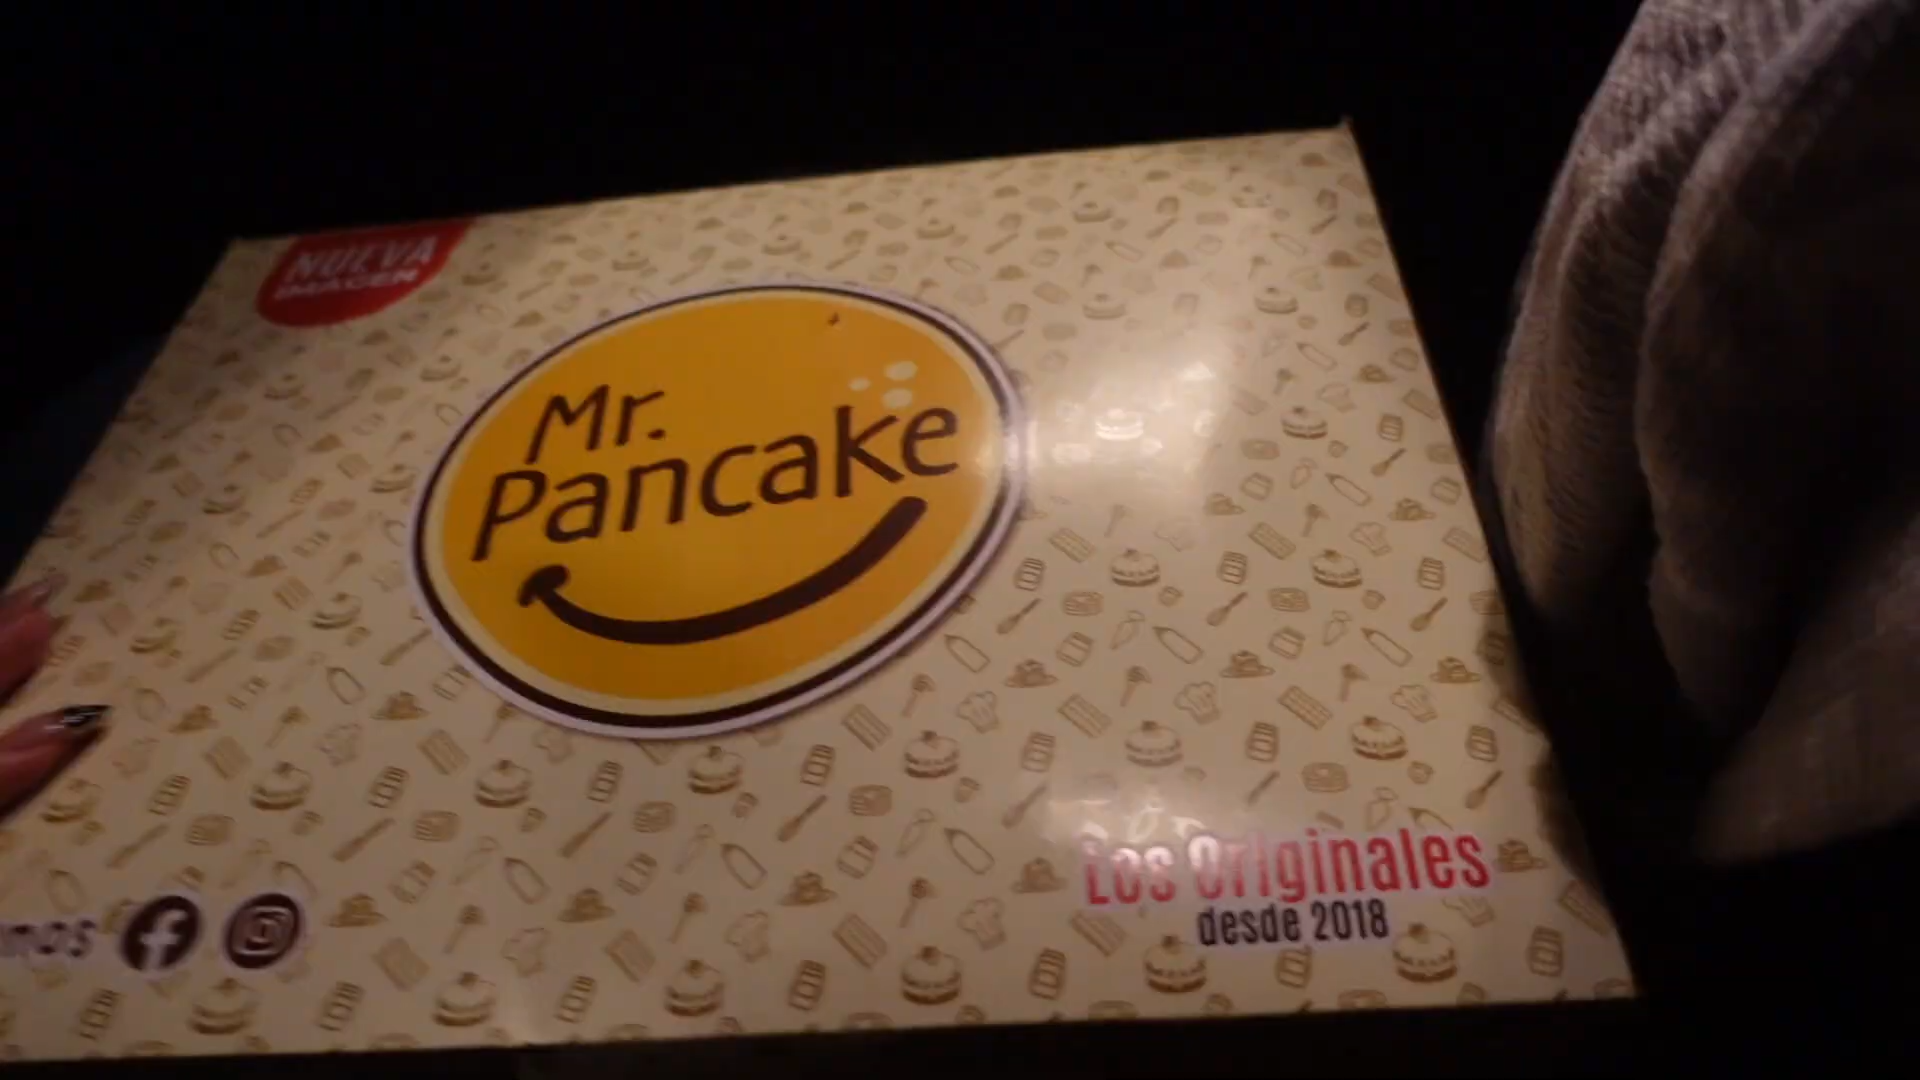 NUEVA
IMAGEN
Mr.
Pancake
Los Originales
desde 2018